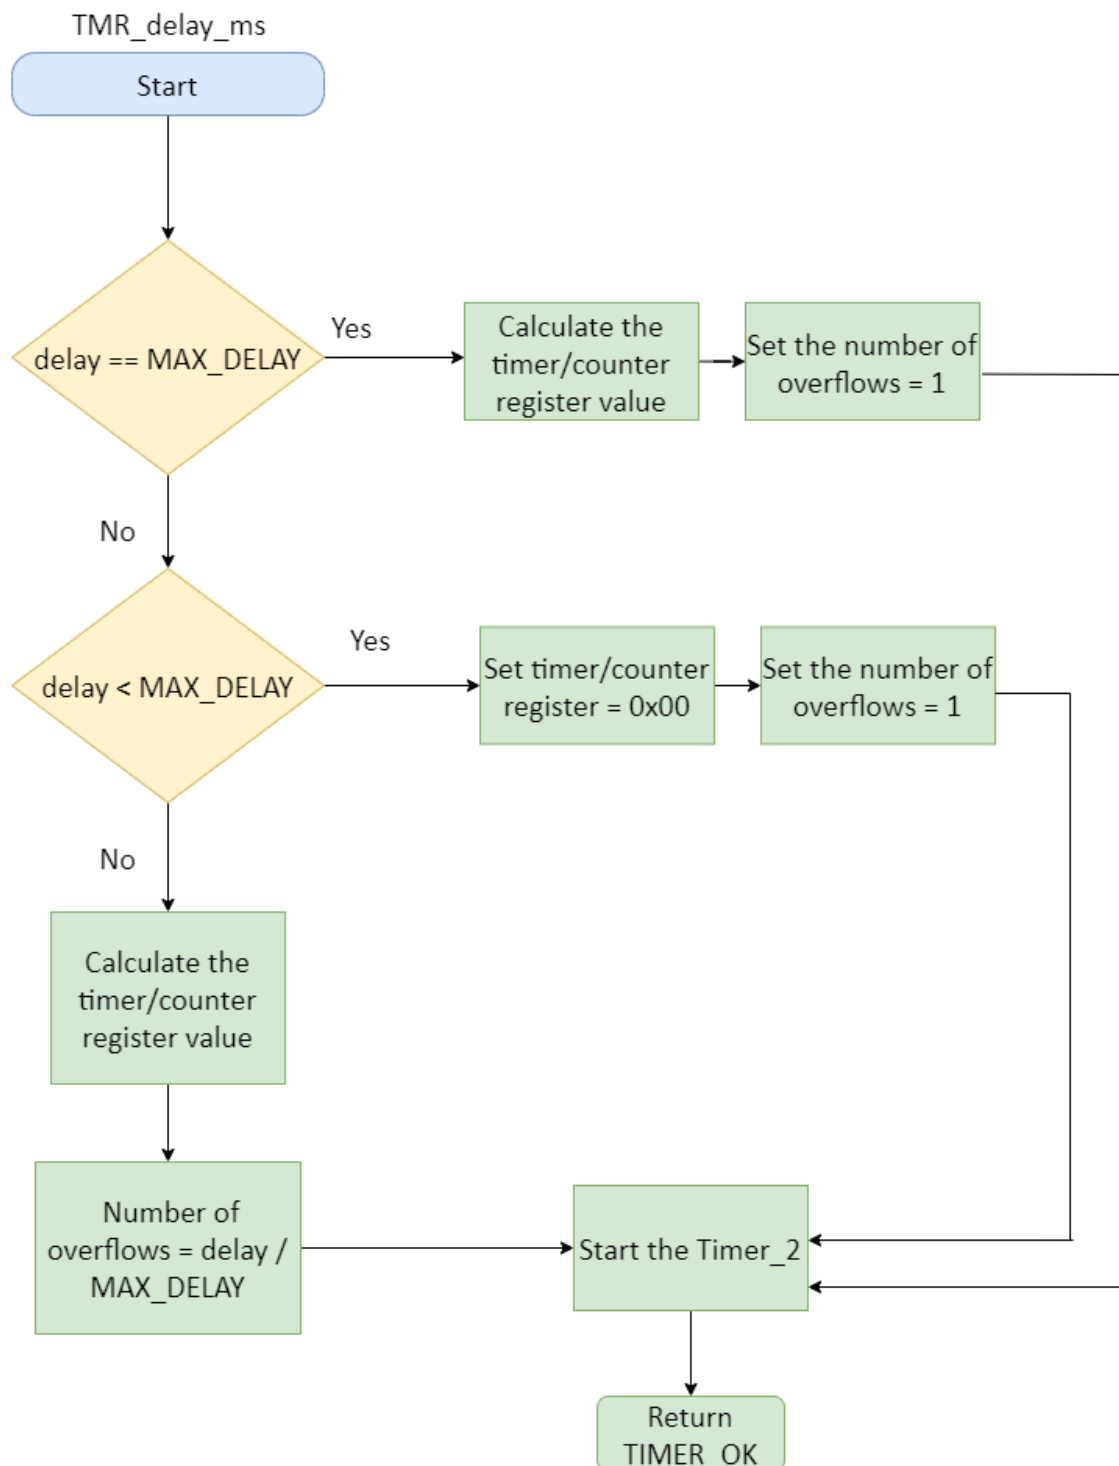 TMR_delay_ms
Start
delay == MAX_DELAY
Yes
Calculate the
timer/counter
register value
Set the number of
overflows = 1
No
delay < MAX_DELAY
Yes
Set timer/counter
register = 0x00
Set the number of
overflows = 1
No
Calculate the
timer/counter
register value
Number of
overflows = delay /
MAX_DELAY
Start the Timer_2
Return
TIMER_OK